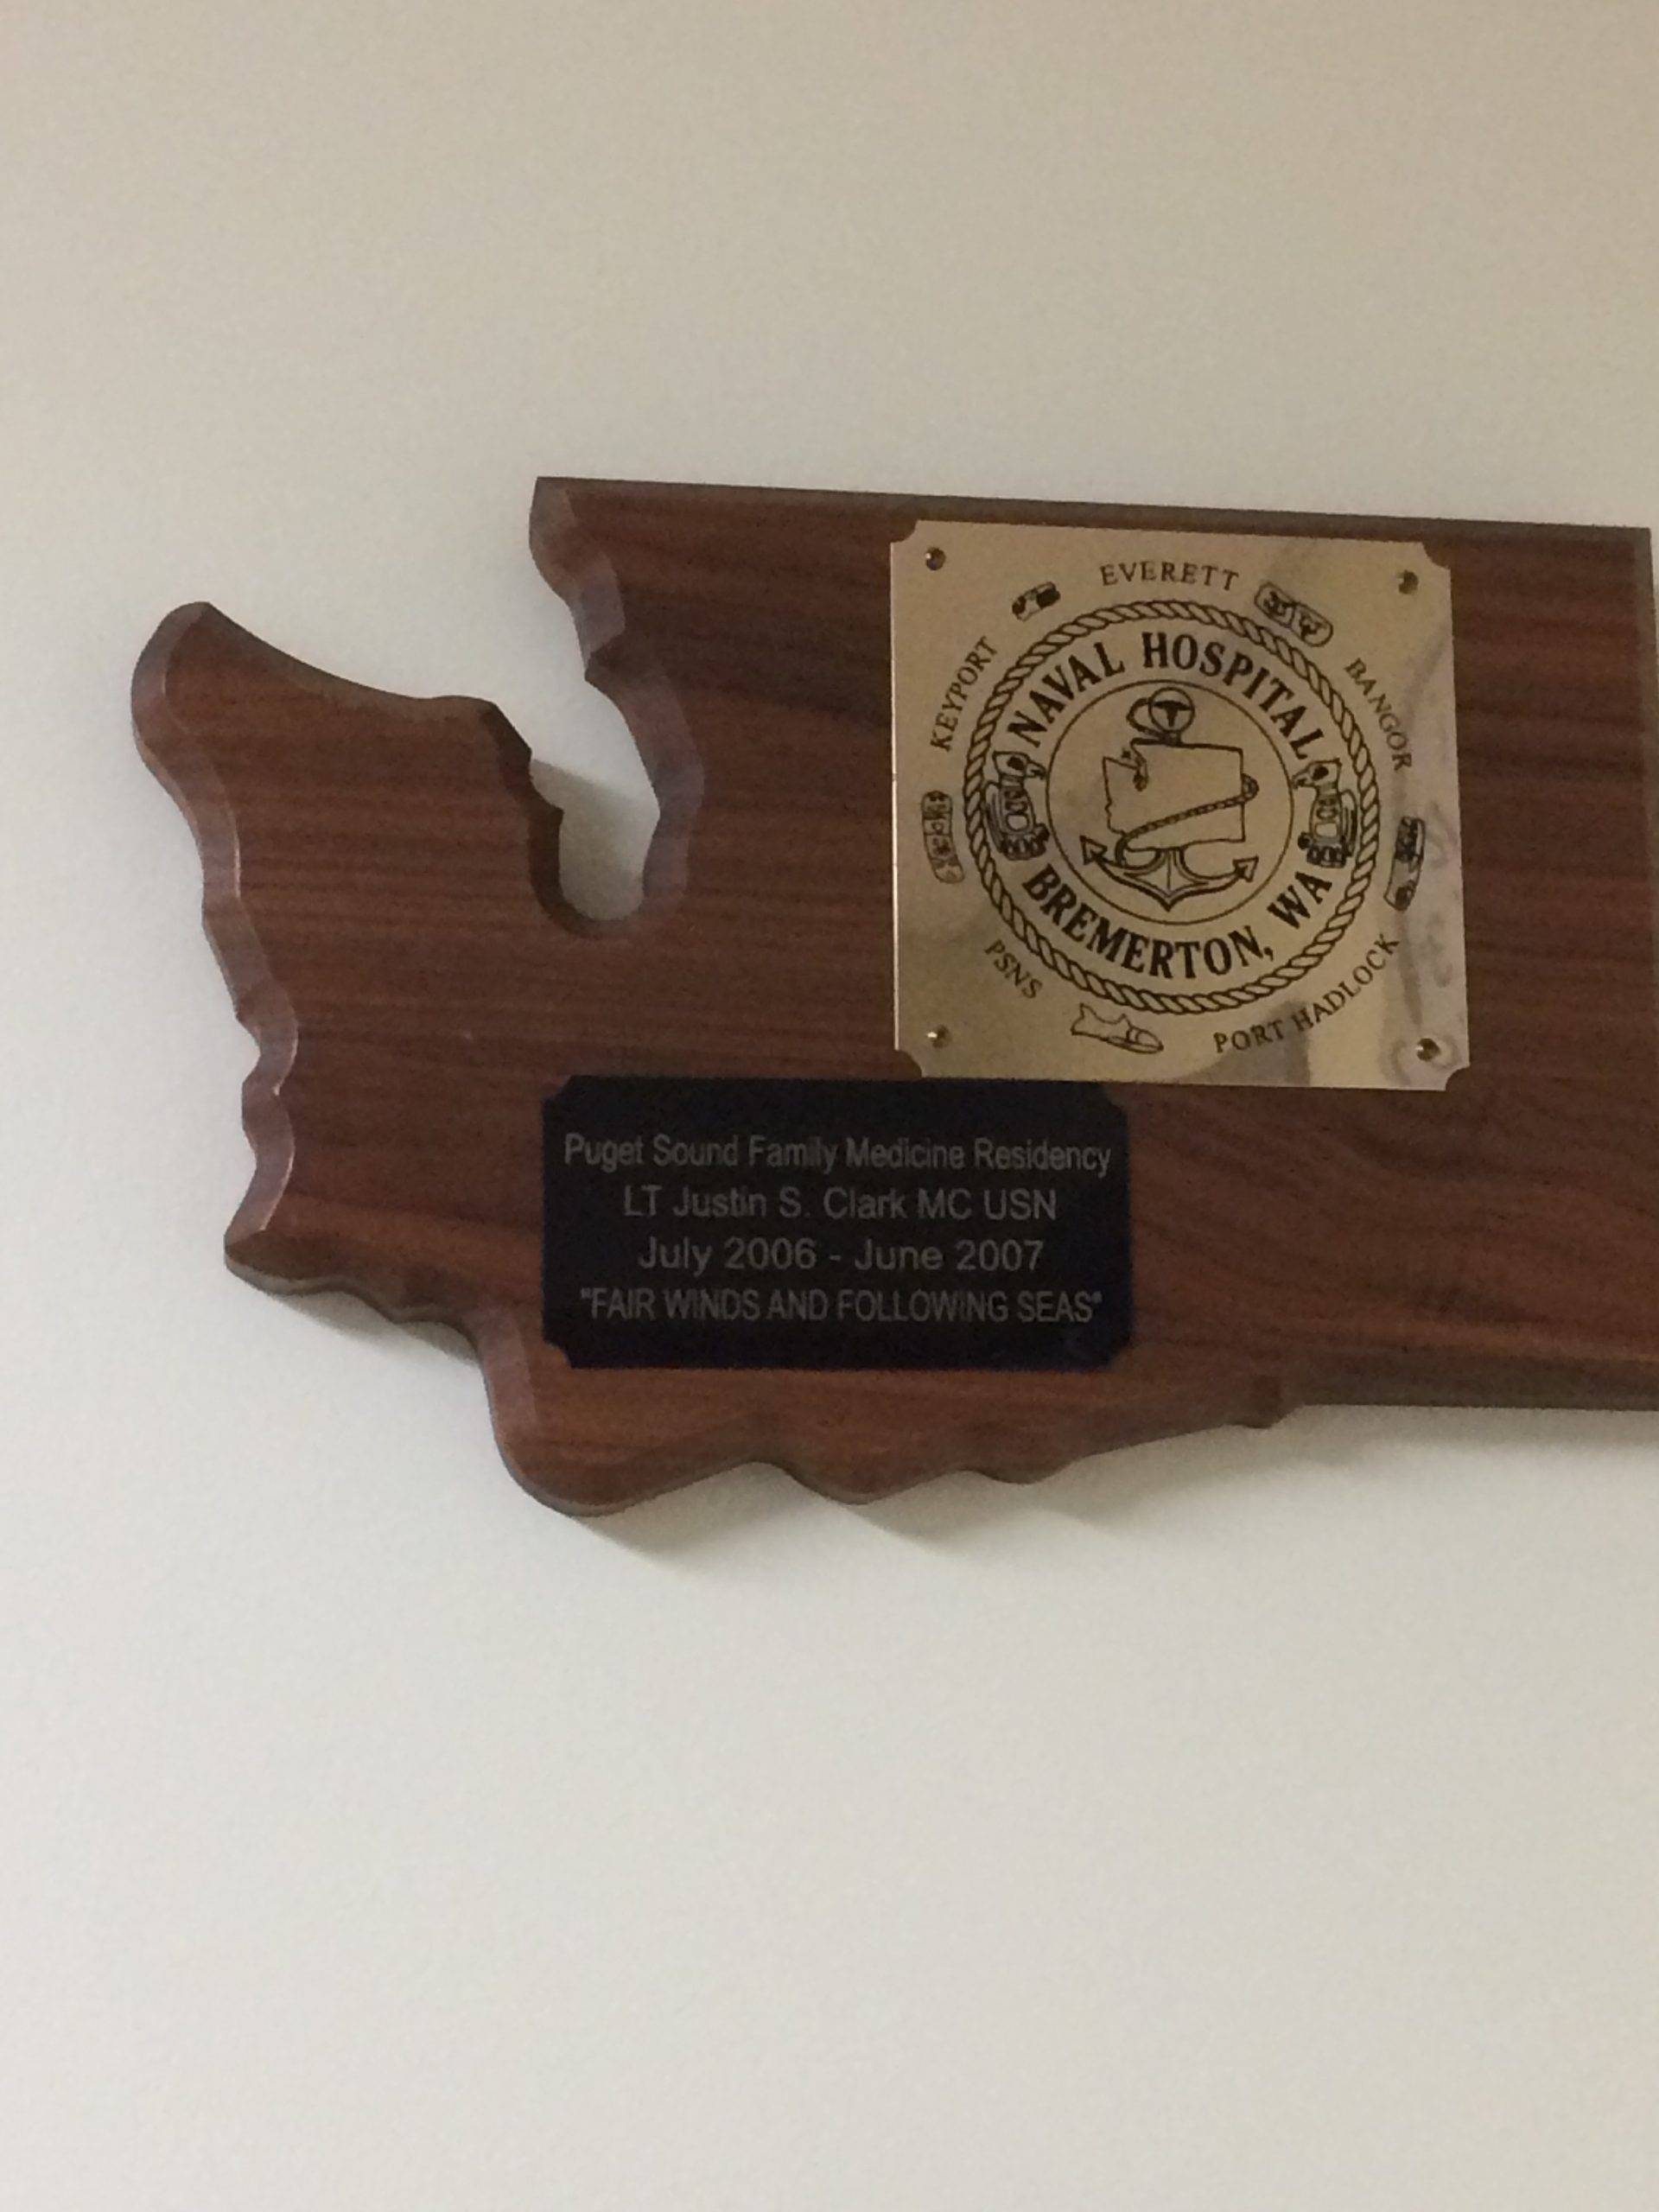 EVERETT
KEYPORT
BANGOR
NAVAL HOSPITAL
BREMERTON, WA
PSNS
PORT HADLOCK
Puget Sound Family Medicine Residency
LT Justin S. Clark MC USN
July 2006 - June 2007
"FAIR WINDS AND FOLLOWING SEAS"